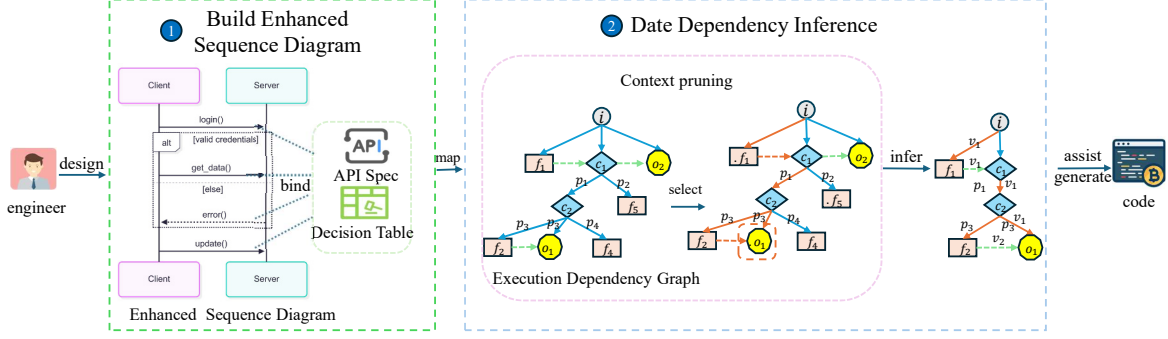 1 Build Enhanced
Sequence Diagram
2 Date Dependency Inference
Client Server
login()
alt [valid credentials]
get_data()
[else]
error()
update()
Client Server
Enhanced Sequence Diagram
API
API Spec
Decision Table
bind
engineer
design
map
Context pruning
i
f₁ c₁ o₂
p₁ p₂
c₂ f₅
p₃ p₃ p₄
f₂ o₁ f₄
Execution Dependency Graph
select
i
. f₁ c₁ o₂
p₁ p₂
c₂ . f₅
p₃ p₃ p₄
f₂ o₁ f₄
infer
i
v₁
f₁ v₁ c₁
p₁ v₁
c₂
p₃ p₃ v₁
f₂ v₂ o₁
assist
generate
code